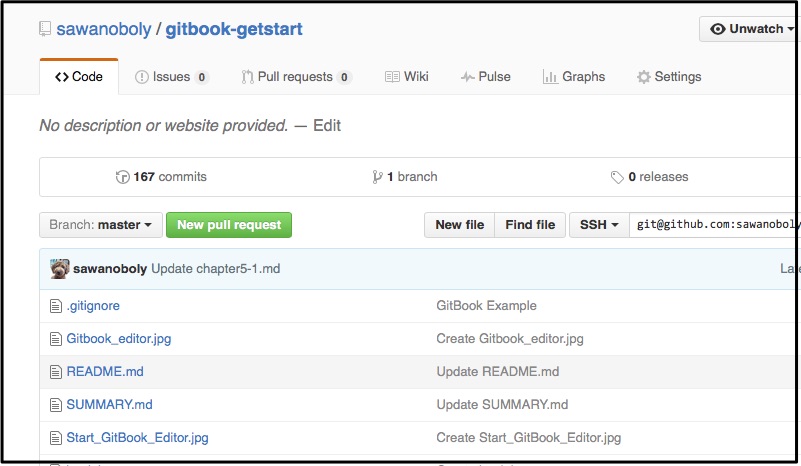 sawanoboly / gitbook-getstart
Unwatch
Code
Issues 0
Pull requests 0
Wiki
Pulse
Graphs
Settings
No description or website provided. — Edit
167 commits
1 branch
0 releases
Branch: master
New pull request
New file
Find file
SSH
git@github.com:sawanoboly
sawanoboly Update chapter5-1.md
.gitignore GitBook Example
Gitbook_editor.jpg Create Gitbook_editor.jpg
README.md Update README.md
SUMMARY.md Update SUMMARY.md
Start_GitBook_Editor.jpg Create Start_GitBook_Editor.jpg